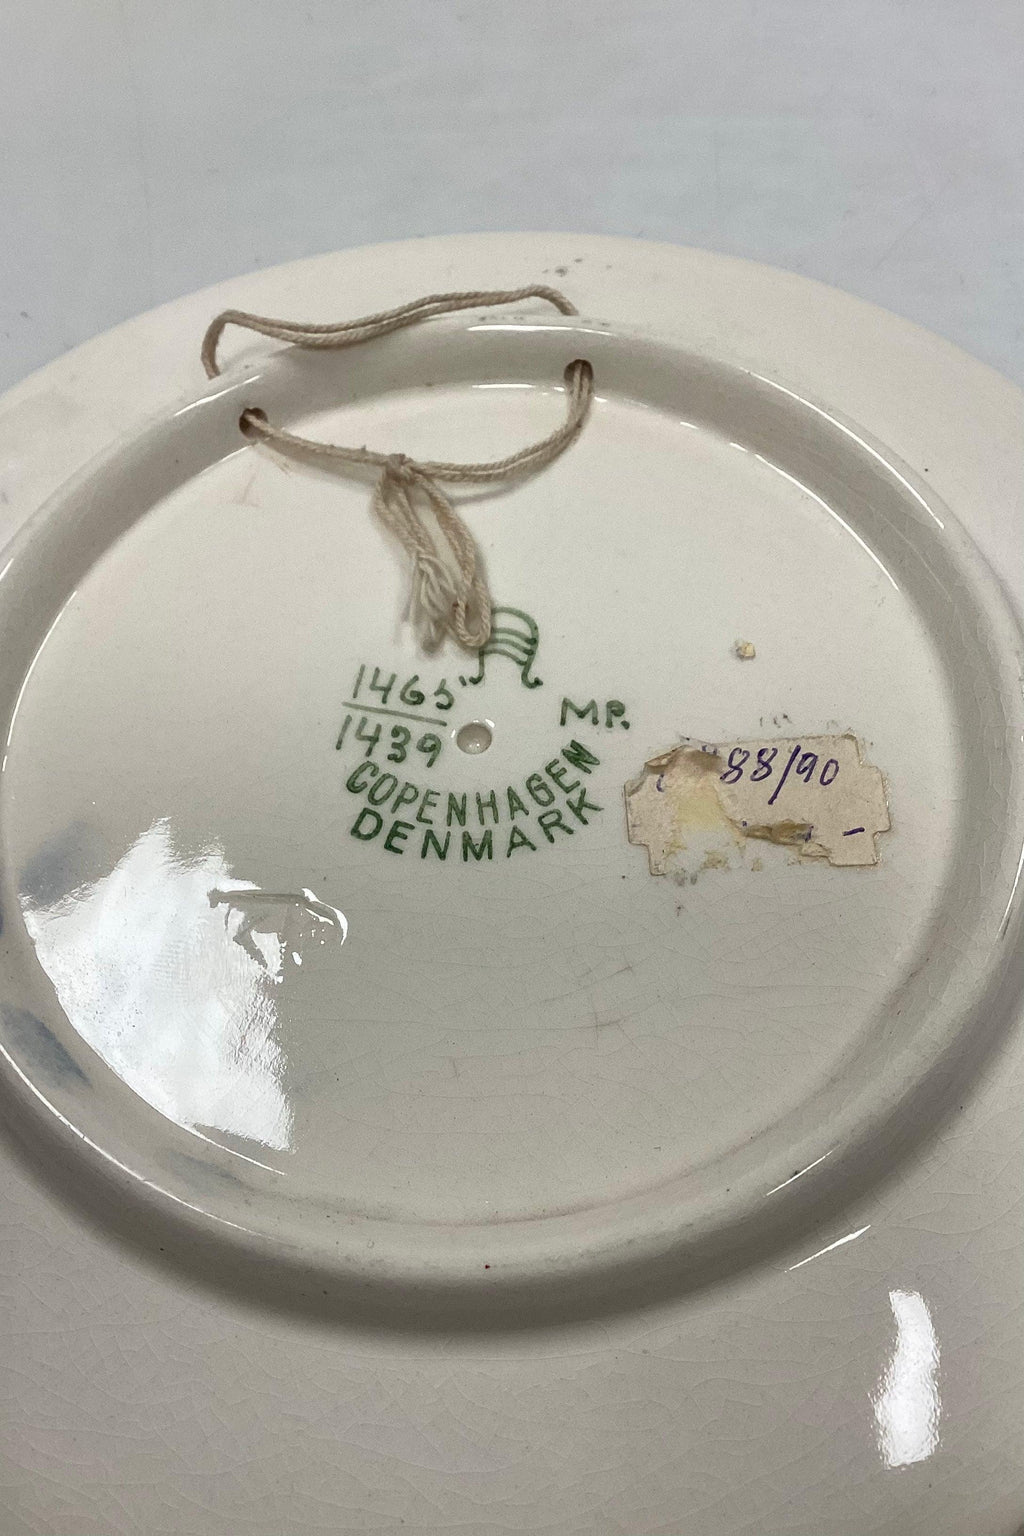 1465
1439
MP.
COPENHAGEN
DENMARK
88/90